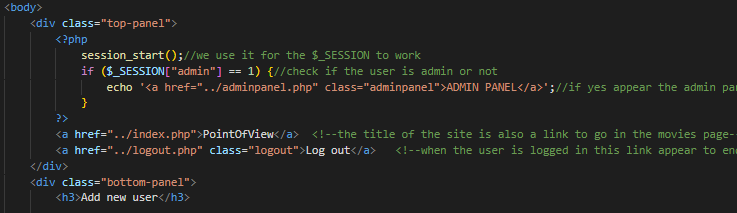 <body>
<div class="top-panel">
<?php
session_start();//we use it for the $_SESSION to work
if ($_SESSION["admin"] == 1) {//check if the user is admin or not
echo '<a href="../adminpanel.php" class="adminpanel">ADMIN PANEL</a>';//if yes appear the admin pan
}
?>
<a href="../index.php">PointOfView</a>  <!--the title of the site is also a link to go in the movies page-
<a href="../logout.php" class="logout">Log out</a>   <!--when the user is logged in this link appear to en
</div>
<div class="bottom-panel">
<h3>Add new user</h3>